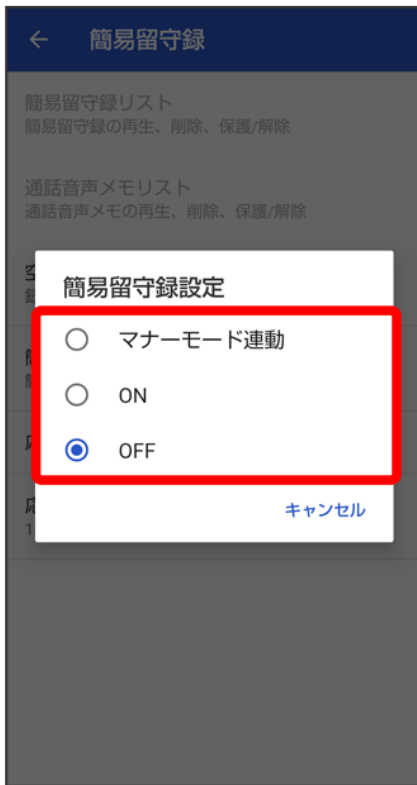 簡易留守録
簡易留守録リスト
簡易留守録の再生、削除、保護/解除
通話音声メモリスト
通話音声メモの再生、削除、保護/解除
簡易留守録設定
マナーモード連動
ON
OFF
キャンセル